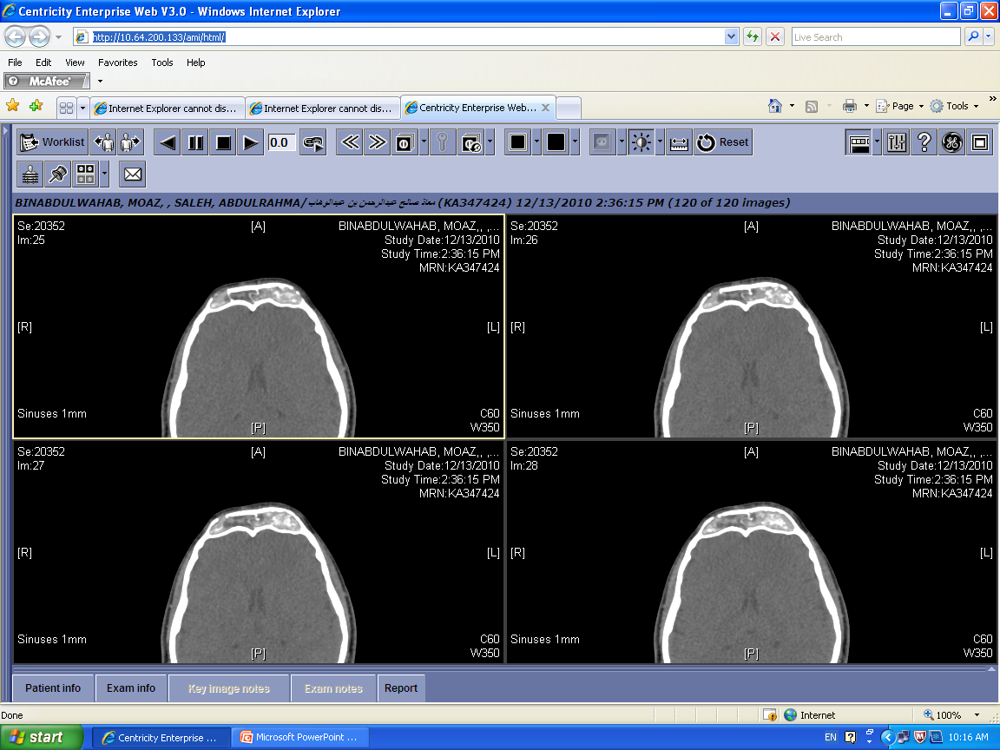 Centricity Enterprise Web V3.0 - Windows Internet Explorer
http://10.64.200.133/ami/html/
Live Search
File Edit View Favorites Tools Help
McAfee
Internet Explorer cannot dis... Internet Explorer cannot dis... Centricity Enterprise Web... Page Tools
Worklist 0.0 Reset
BINABDULWAHAB, MOAZ, , SALEH, ABDULRAHMA/معاذ صالح عبدالرحمن بن عبدالوهاب (KA347424) 12/13/2010 2:36:15 PM (120 of 120 images)
Se:20352 [A] BINABDULWAHAB, MOAZ,, ,...
Im:25 Study Date:12/13/2010
Study Time:2:36:15 PM
MRN:KA347424
[R] [L]
Sinuses 1mm C60
[P] W350
Se:20352 [A] BINABDULWAHAB, MOAZ,, ,...
Im:26 Study Date:12/13/2010
Study Time:2:36:15 PM
MRN:KA347424
[R] [L]
Sinuses 1mm C60
[P] W350
Se:20352 [A] BINABDULWAHAB, MOAZ,, ,...
Im:27 Study Date:12/13/2010
Study Time:2:36:15 PM
MRN:KA347424
[R] [L]
Sinuses 1mm C60
[P] W350
Se:20352 [A] BINABDULWAHAB, MOAZ,, ,...
Im:28 Study Date:12/13/2010
Study Time:2:36:15 PM
MRN:KA347424
[R] [L]
Sinuses 1mm C60
[P] W350
Patient info Exam info Key image notes Exam notes Report
Done Internet 100%
start Centricity Enterprise ... Microsoft PowerPoint ... EN 10:16 AM